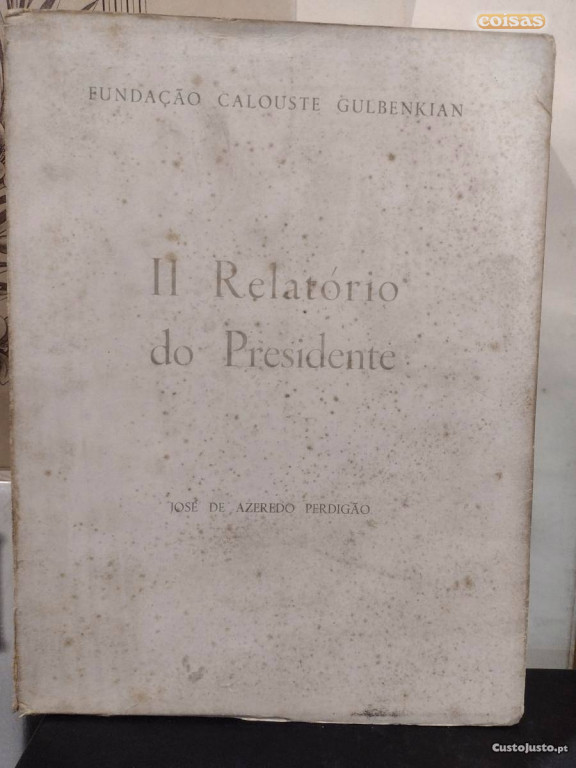 coisas
FUNDAÇÃO CALOUSTE GULBENKIAN
II Relatório
do Presidente
JOSÉ DE AZEREDO PERDIGÃO
CustoJusto.pt